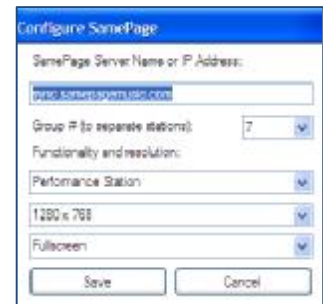 Configure SamePage
SamePage Server Name or IP Address:
sync.samepagemusic.com
Group # (to separate stations):
7
Functionality and resolution:
Performance Station
1280 x 768
Fullscreen
Save
Cancel